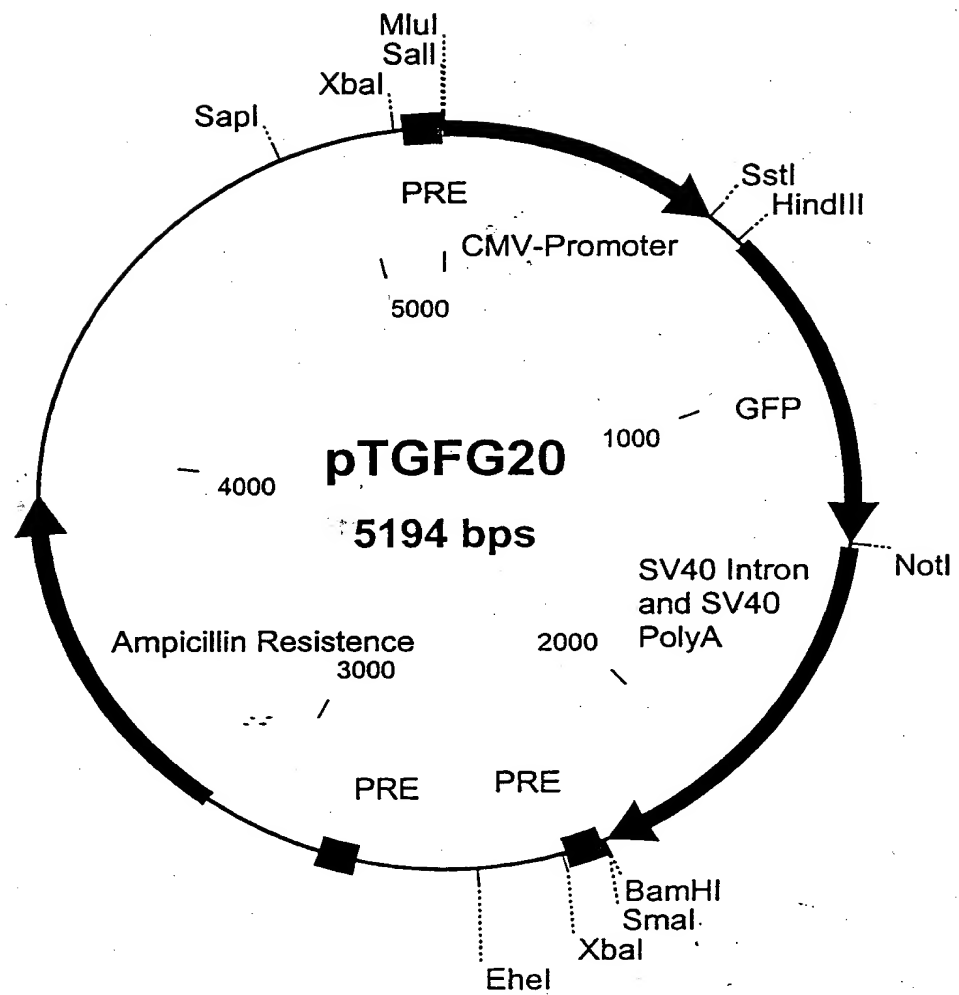 MluI
SalI
XbaI
SapI
PRE
SstI
HindIII
CMV-Promoter
5000
GFP
1000
pTGFG20
4000
5194 bps
NotI
SV40 Intron
and SV40
PolyA
Ampicillin Resistence
2000
3000
PRE
PRE
BamHI
SmaI
XbaI
EheI